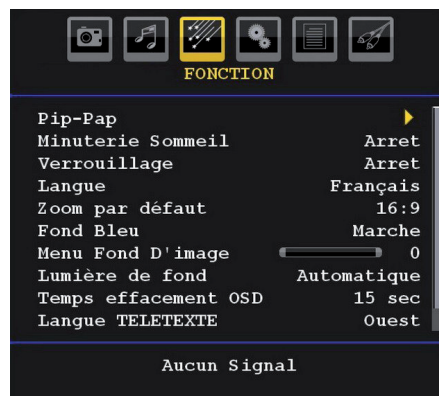 FONCTION
Pip-Pap
Minuterie Sommeil Arret
Verrouillage Arret
Langue Français
Zoom par défaut 16:9
Fond Bleu Marche
Menu Fond D'image 0
Lumière de fond Automatique
Temps effacement OSD 15 sec
Langue TELETEXTE Ouest
Aucun Signal